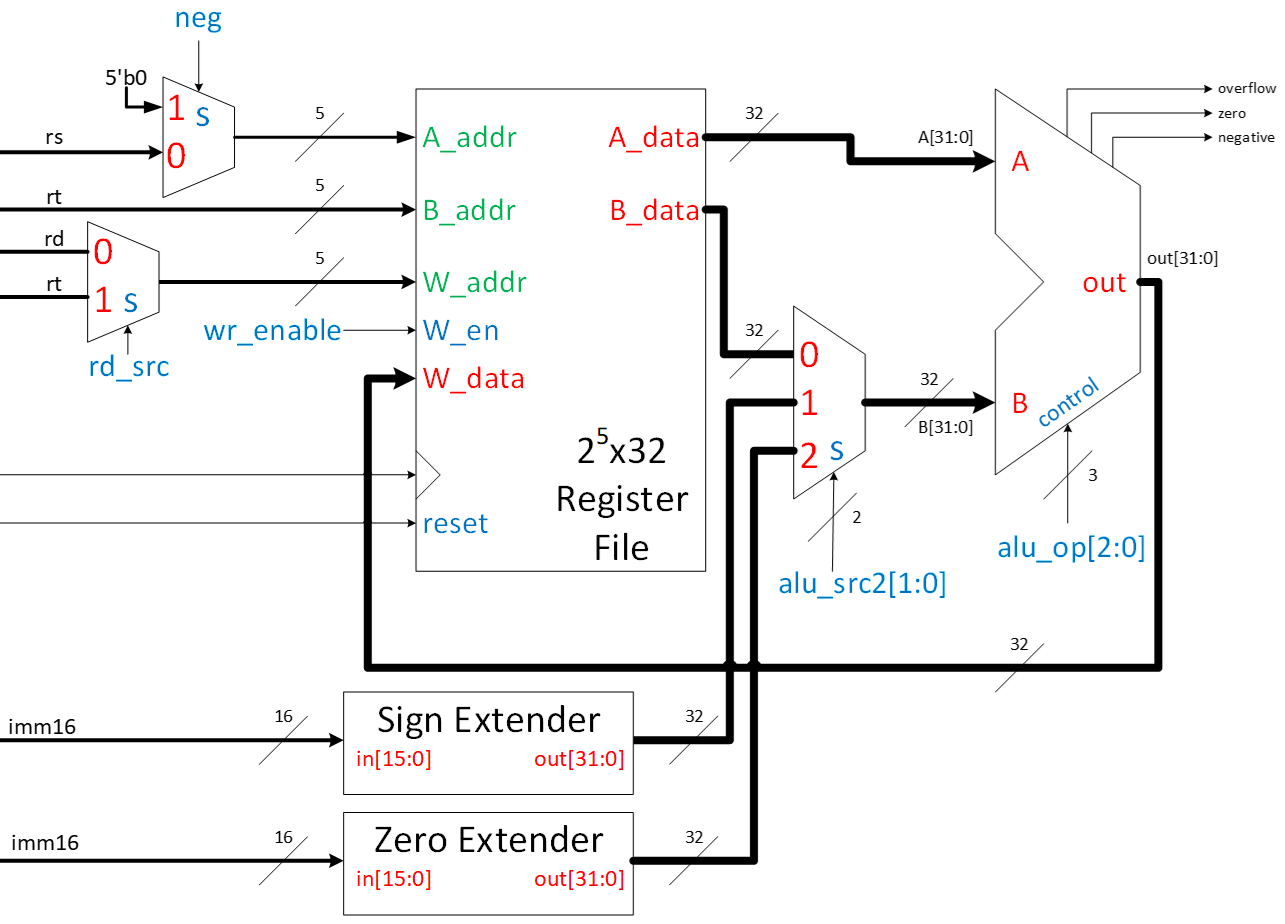 neg
5'b0
1
S
rs
0
5
A_addr
A_data
32
A[31:0]
A
overflow
zero
negative
rt
5
B_addr
B_data
rd
0
rt
1
S
5
W_addr
out[31:0]
out
wr_enable
W_en
rd_src
W_data
32
0
1
2
S
32
B[31:0]
B
control
2⁵x32
Register
File
reset
2
3
alu_src2[1:0]
alu_op[2:0]
32
imm16
16
Sign Extender
in[15:0]
out[31:0]
32
imm16
16
Zero Extender
in[15:0]
out[31:0]
32